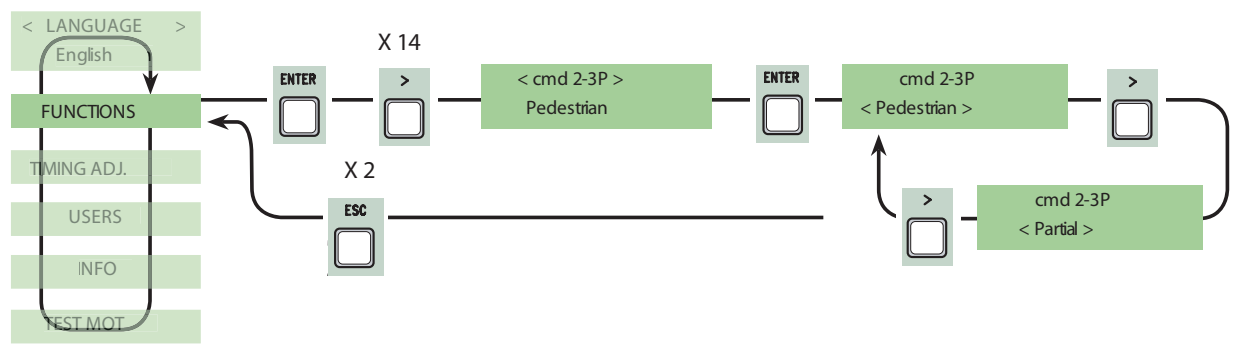 < LANGUAGE >
English
FUNCTIONS
TIMING ADJ.
USERS
INFO
TEST MOT
ENTER
X 14
>
< cmd 2-3P >
Pedestrian
ENTER
cmd 2-3P
< Pedestrian >
>
cmd 2-3P
< Partial >
>
X 2
ESC